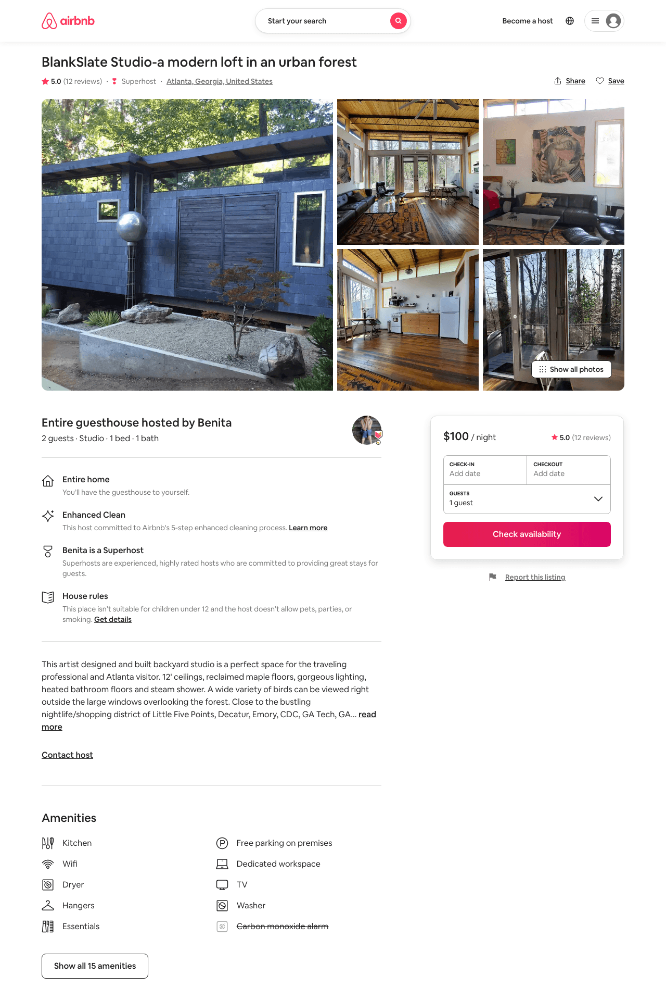 airbnb
Start your search
Become a host
BlankSlate Studio-a modern loft in an urban forest
5.0 (12 reviews) · Superhost · Atlanta, Georgia, United States
Share
Save
Show all photos
Entire guesthouse hosted by Benita
2 guests · Studio · 1 bed · 1 bath
Entire home
You’ll have the guesthouse to yourself.
Enhanced Clean
This host committed to Airbnb's 5-step enhanced cleaning process. Learn more
Benita is a Superhost
Superhosts are experienced, highly rated hosts who are committed to providing great stays for
guests.
House rules
This place isn’t suitable for children under 12 and the host doesn’t allow pets, parties, or
smoking. Get details
$100 / night
5.0 (12 reviews)
CHECK-IN
Add date
CHECKOUT
Add date
GUESTS
1 guest
Check availability
Report this listing
This artist designed and built backyard studio is a perfect space for the traveling
professional and Atlanta visitor. 12' ceilings, reclaimed maple floors, gorgeous lighting,
heated bathroom floors and steam shower. A wide variety of birds can be viewed right
outside the large windows overlooking the forest. Close to the bustling
nightlife/shopping district of Little Five Points, Decatur, Emory, CDC, GA Tech, GA... read
more
Contact host
Amenities
Kitchen
Free parking on premises
Wifi
Dedicated workspace
Dryer
TV
Hangers
Washer
Essentials
Carbon monoxide alarm
Show all 15 amenities